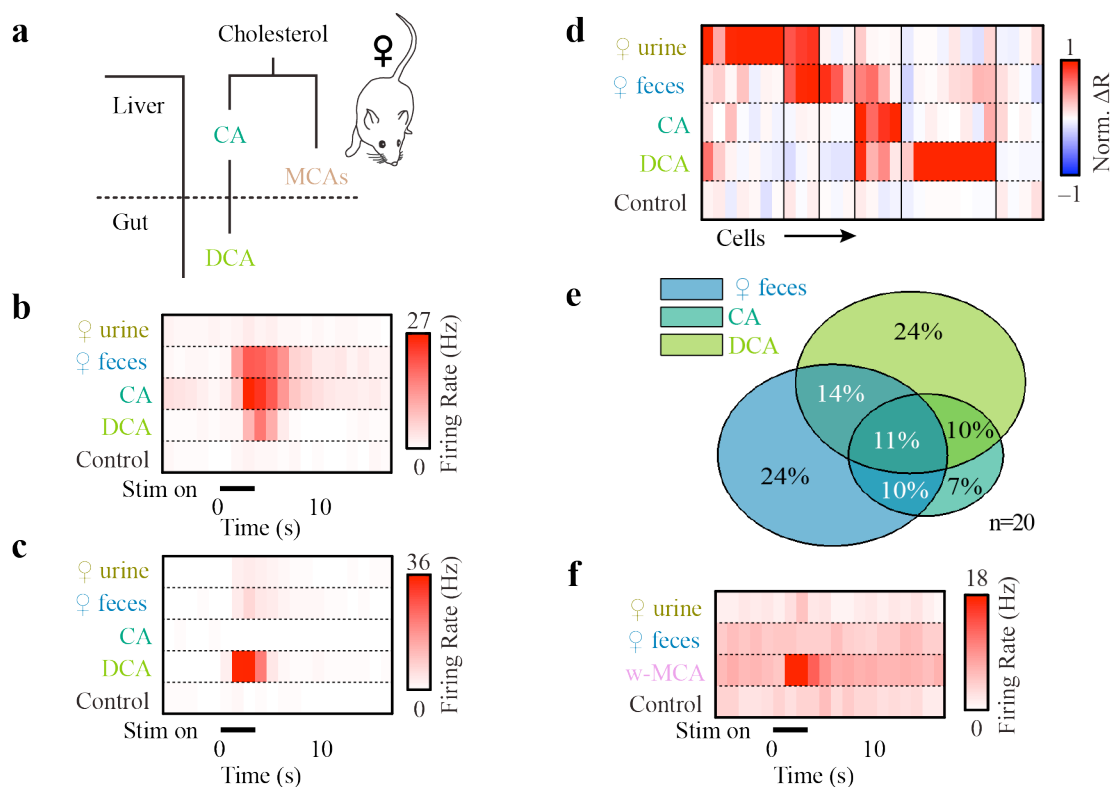 a
Cholesterol
♀
Liver
CA
MCAs
Gut
DCA
b
♀ urine
♀ feces
CA
DCA
Control
Stim on
0
10
Time (s)
27
0
Firing Rate (Hz)
c
♀ urine
♀ feces
CA
DCA
Control
Stim on
0
10
Time (s)
36
0
Firing Rate (Hz)
d
♀ urine
♀ feces
CA
DCA
Control
Cells
1
−1
Norm. ΔR
e
♀ feces
CA
DCA
24%
14%
11%
10%
24%
10%
7%
n=20
f
♀ urine
♀ feces
w-MCA
Control
Stim on
0
10
Time (s)
18
0
Firing Rate (Hz)